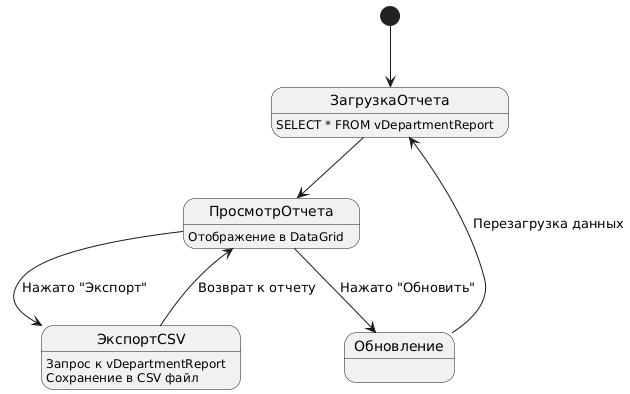 ЗагрузкаОтчета
SELECT * FROM vDepartmentReport
Перезагрузка данных
ПросмотрОтчета
Отображение в DataGrid
Нажато "Экспорт"
Возврат к отчету
Нажато "Обновить"
ЭкспортCSV
Запрос к vDepartmentReport
Сохранение в CSV файл
Обновление